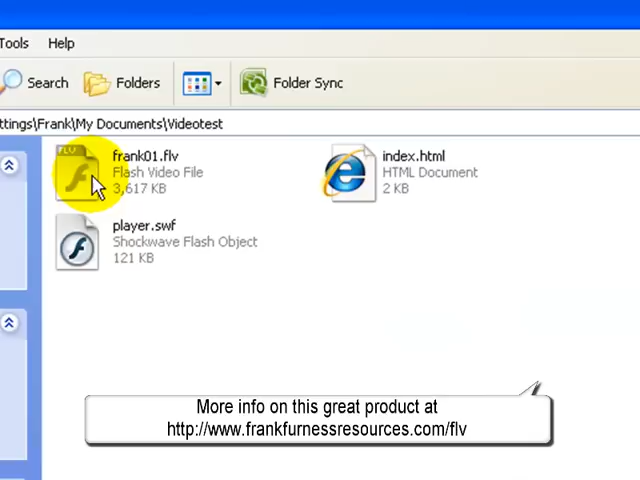 Tools Help
Search Folders Folder Sync
ttings\Frank\My Documents\Videotest
FLV
frank01.flv
Flash Video File
3,617 KB
index.html
HTML Document
2 KB
player.swf
Shockwave Flash Object
121 KB
More info on this great product at
http://www.frankfurnessresources.com/flv